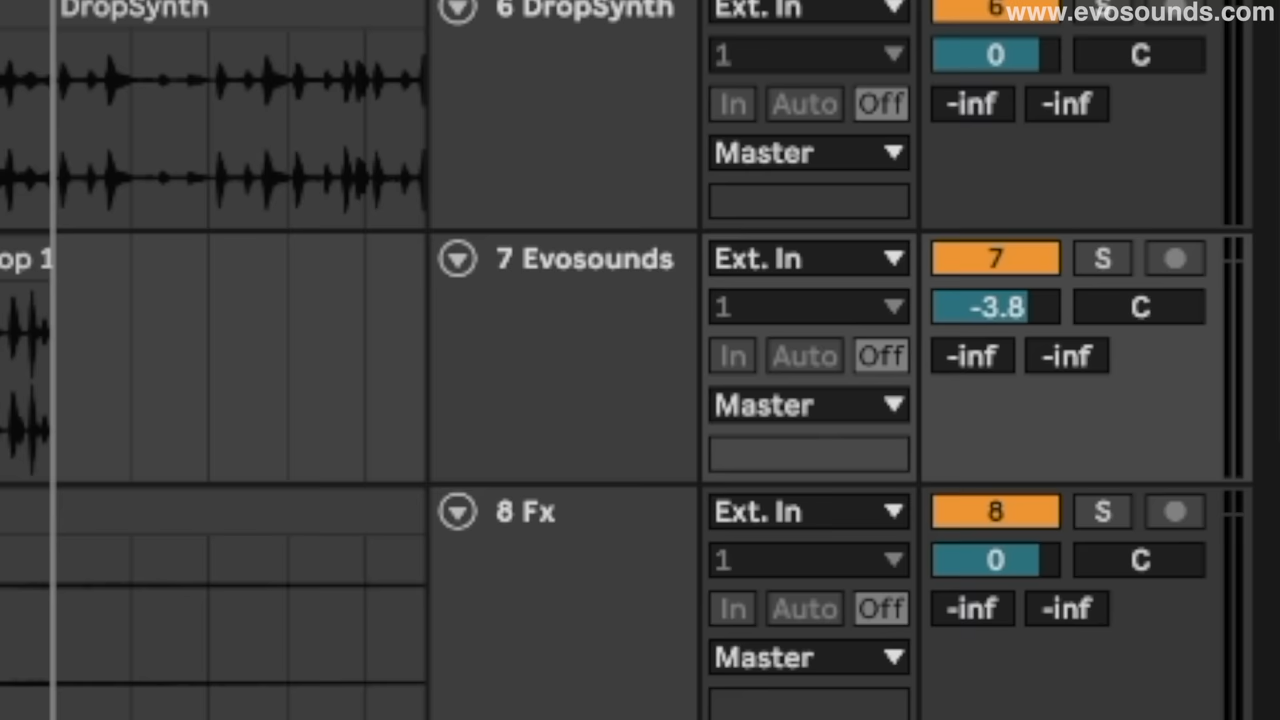 www.evosounds.com
DropSynth
6 DropSynth
Ext. In
6
S
1
0
C
In Auto Off
-inf -inf
Master
op 1
7 Evosounds
Ext. In
7
S
1
-3.8
C
In Auto Off
-inf -inf
Master
8 Fx
Ext. In
8
S
1
0
C
In Auto Off
-inf -inf
Master